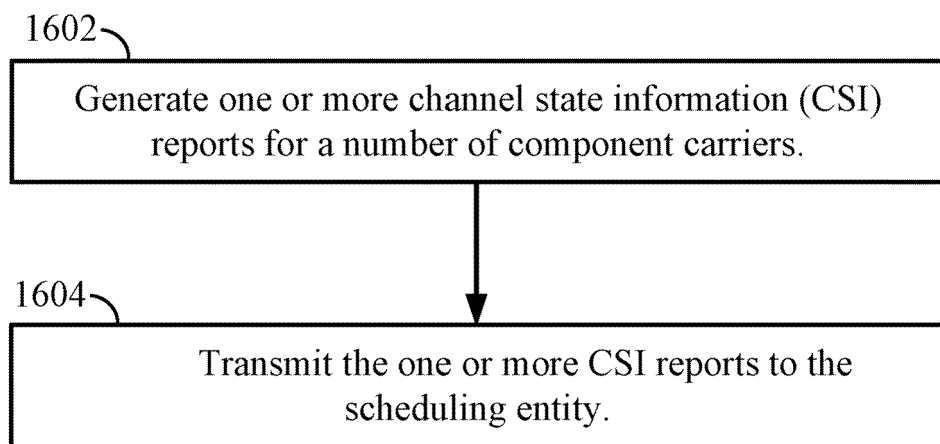 1602
Generate one or more channel state information (CSI)
reports for a number of component carriers.
1604
Transmit the one or more CSI reports to the
scheduling entity.